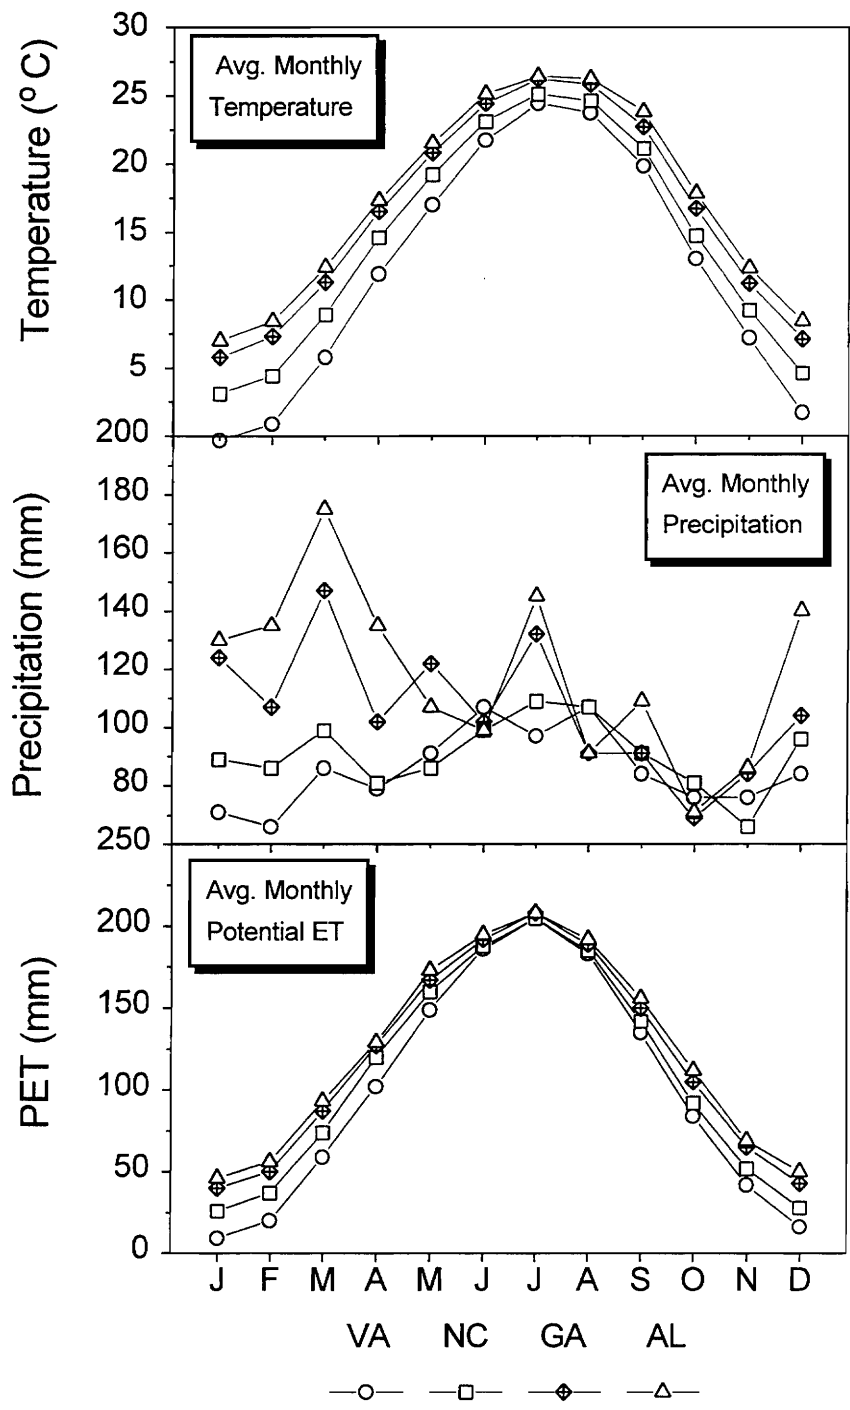 30
25
20
15
10
5
Temperature (°C)
Avg. Monthly
Temperature
200
180
160
140
120
100
80
Precipitation (mm)
Avg. Monthly
Precipitation
250
200
150
100
50
0
PET (mm)
Avg. Monthly
Potential ET
J F M A M J J A S O N D
VA NC GA AL